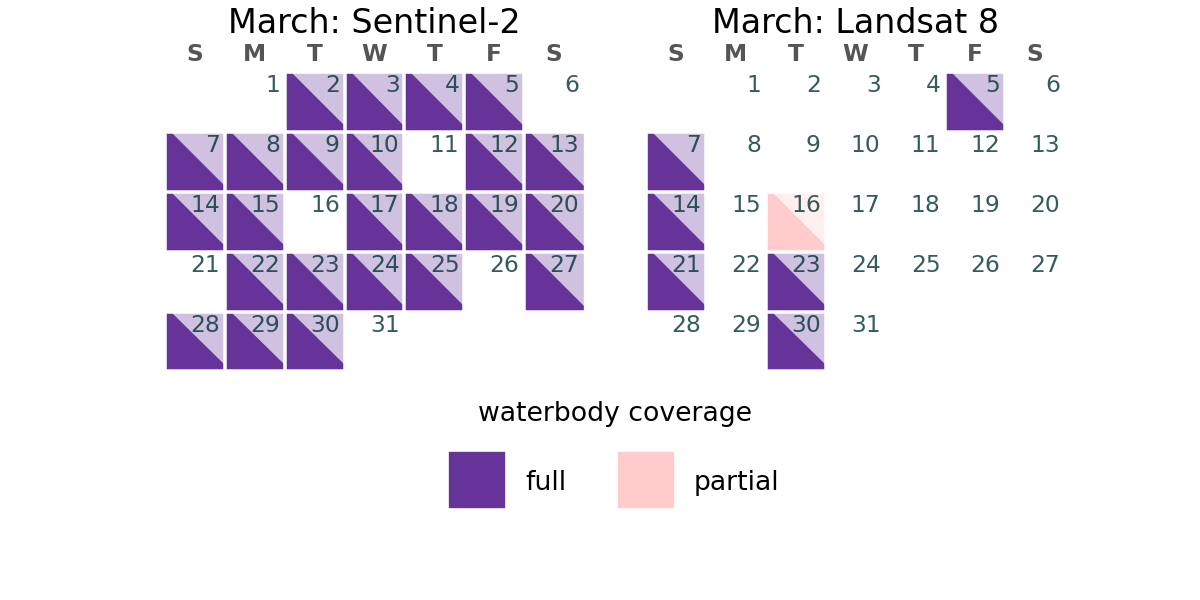 March: Sentinel-2
S M T W T F S
1 2 3 4 5 6
7 8 9 10 11 12 13
14 15 16 17 18 19 20
21 22 23 24 25 26 27
28 29 30 31
March: Landsat 8
S M T W T F S
1 2 3 4 5 6
7 8 9 10 11 12 13
14 15 16 17 18 19 20
21 22 23 24 25 26 27
28 29 30 31
waterbody coverage
full partial